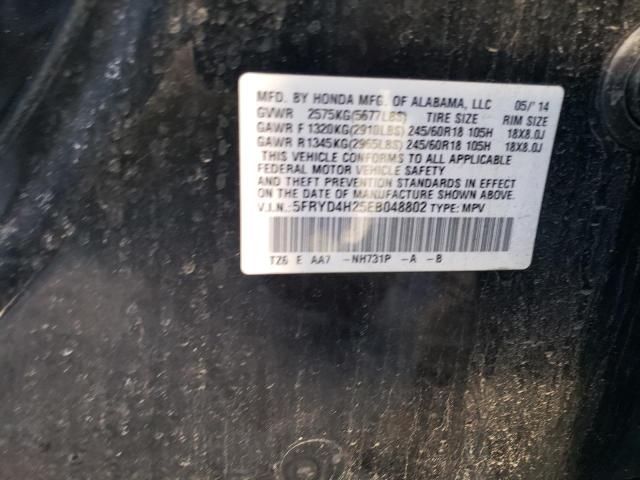 MFD. BY HONDA MFG. OF ALABAMA, LLC 05/'14
GVWR 2575KG(5677LBS) TIRE SIZE RIM SIZE
GAWR F 1320KG(2910LBS) 245/60R18 105H 18X8.0J
GAWR R 1345KG(2965LBS) 245/60R18 105H 18X8.0J
THIS VEHICLE CONFORMS TO ALL APPLICABLE
FEDERAL MOTOR VEHICLE SAFETY
AND THEFT PREVENTION STANDARDS IN EFFECT
ON THE DATE OF MANUFACTURE SHOWN ABOVE.
V.I.N.: 5FRYD4H25EB048802 TYPE: MPV
TZ6 E AA7 -NH731P -A -B